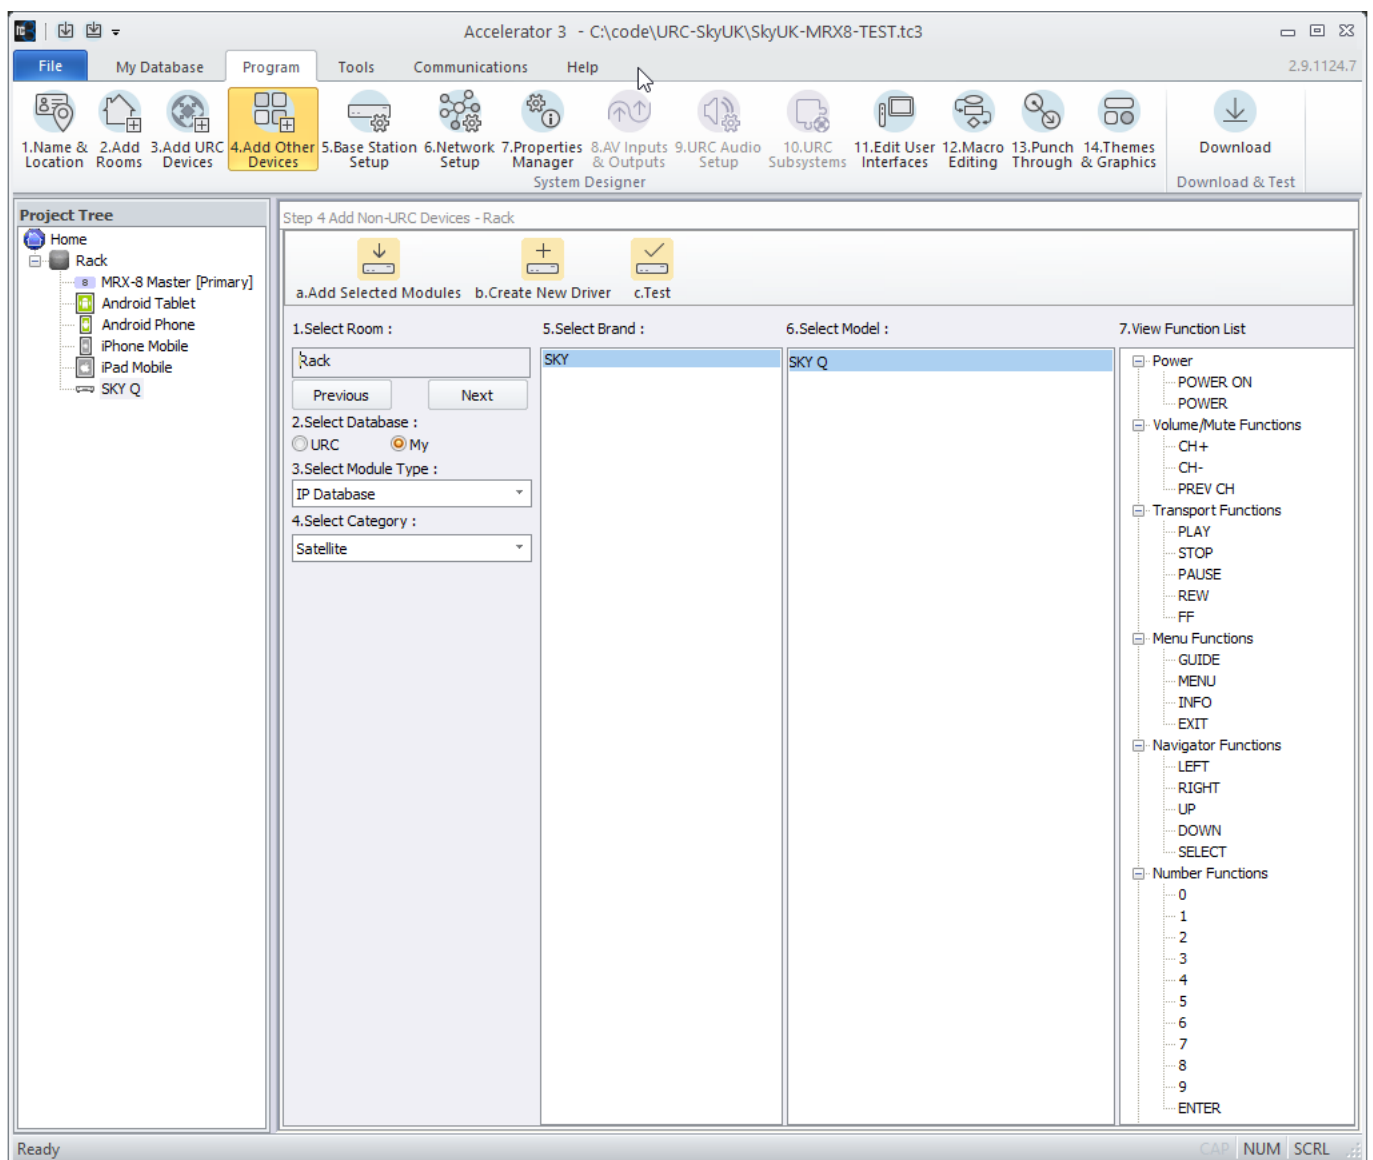 TC
Accelerator 3 - C:\code\URC-SkyUK\SkyUK-MRX8-TEST.tc3
File My Database Program Tools Communications Help 2.9.1124.7
1.Name & Location
2.Add Rooms
3.Add URC Devices
4.Add Other Devices
5.Base Station Setup
6.Network Setup
7.Properties Manager
8.AV Inputs & Outputs
9.URC Audio Setup
10.URC Subsystems
11.Edit User Interfaces
12.Macro Editing
13.Punch Through
14.Themes & Graphics
Download
System Designer
Download & Test
Project Tree
Home
Rack
8 MRX-8 Master [Primary]
Android Tablet
Android Phone
iPhone Mobile
iPad Mobile
SKY Q
Step 4 Add Non-URC Devices - Rack
a.Add Selected Modules b.Create New Driver c.Test
1.Select Room :
Rack
Previous Next
2.Select Database :
URC My
3.Select Module Type :
IP Database
4.Select Category :
Satellite
5.Select Brand :
SKY
6.Select Model :
SKY Q
7.View Function List
Power
POWER ON
POWER
Volume/Mute Functions
CH+
CH-
PREV CH
Transport Functions
PLAY
STOP
PAUSE
REW
FF
Menu Functions
GUIDE
MENU
INFO
EXIT
Navigator Functions
LEFT
RIGHT
UP
DOWN
SELECT
Number Functions
0
1
2
3
4
5
6
7
8
9
ENTER
Ready
CAP NUM SCRL